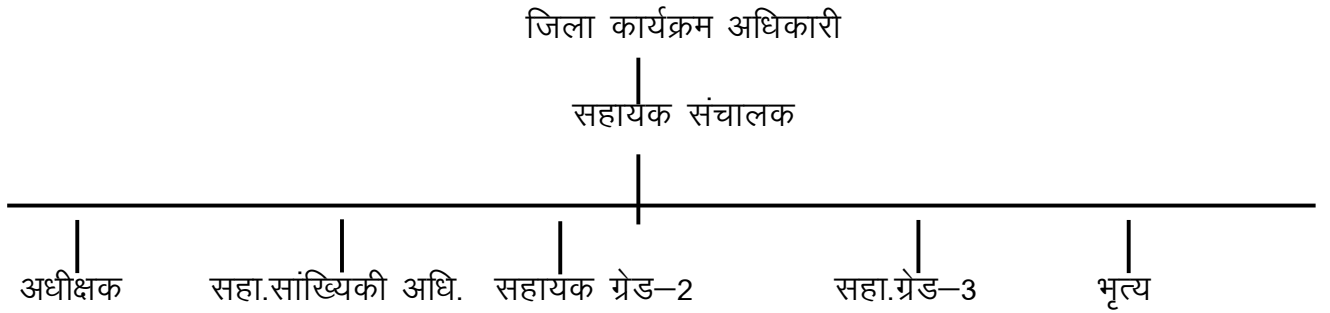 जिला कार्यक्रम अधिकारी
सहायक संचालक
अधीक्षक सहा.सांख्यिकी अधि. सहायक ग्रेड–2 सहा.ग्रेड–3 भृत्य